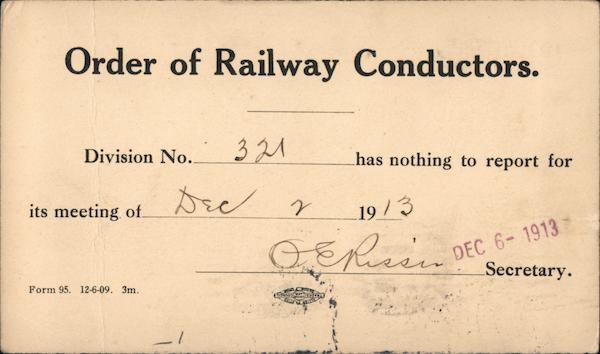 Order of Railway Conductors.
Division No. 321 has nothing to report for
its meeting of Dec 2 1913
DEC 6- 1913
O E Secretary.
Form 95. 12-6-09. 3m.
-1